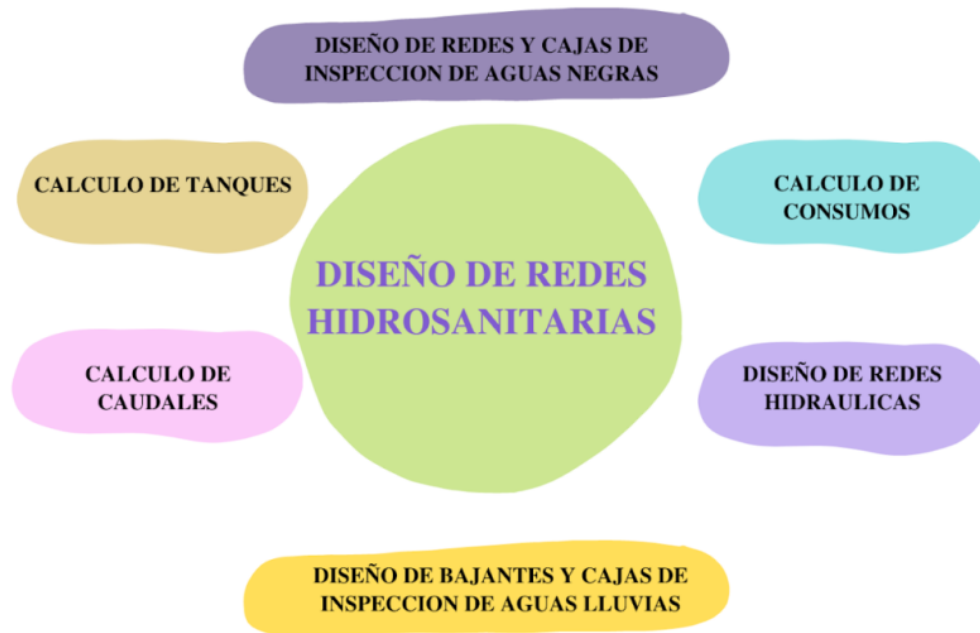 DISEÑO DE REDES Y CAJAS DE
INSPECCION DE AGUAS NEGRAS
CALCULO DE TANQUES
CALCULO DE
CONSUMOS
DISEÑO DE REDES
HIDROSANITARIAS
CALCULO DE
CAUDALES
DISEÑO DE REDES
HIDRAULICAS
DISEÑO DE BAJANTES Y CAJAS DE
INSPECCION DE AGUAS LLUVIAS